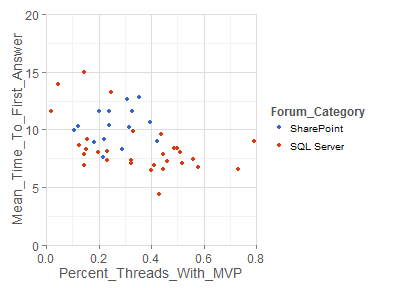 20
15
10
5
0
Mean_Time_To_First_Answer
0.0 0.2 0.4 0.6 0.8
Percent_Threads_With_MVP
Forum_Category
SharePoint
SQL Server